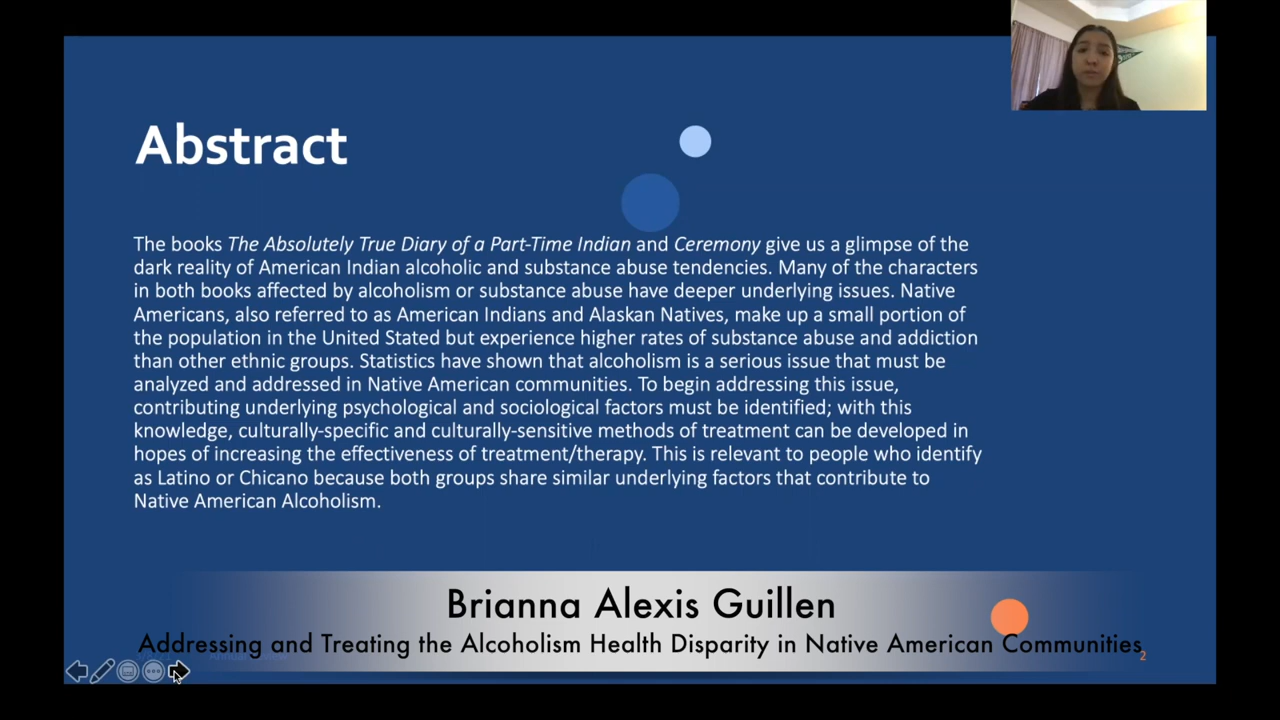 Abstract
The books The Absolutely True Diary of a Part-Time Indian and Ceremony give us a glimpse of the
dark reality of American Indian alcoholic and substance abuse tendencies. Many of the characters
in both books affected by alcoholism or substance abuse have deeper underlying issues. Native
Americans, also referred to as American Indians and Alaskan Natives, make up a small portion of
the population in the United Stated but experience higher rates of substance abuse and addiction
than other ethnic groups. Statistics have shown that alcoholism is a serious issue that must be
analyzed and addressed in Native American communities. To begin addressing this issue,
contributing underlying psychological and sociological factors must be identified; with this
knowledge, culturally-specific and culturally-sensitive methods of treatment can be developed in
hopes of increasing the effectiveness of treatment/therapy. This is relevant to people who identify
as Latino or Chicano because both groups share similar underlying factors that contribute to
Native American Alcoholism.
Brianna Alexis Guillen
Addressing and Treating the Alcoholism Health Disparity in Native American Communities
2